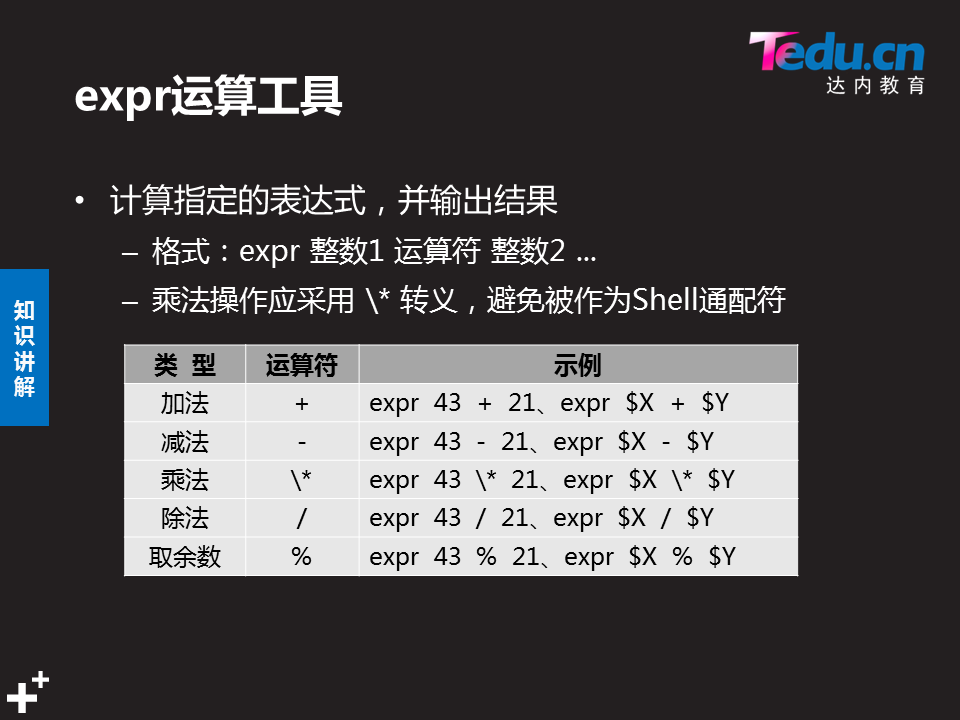 Tedu.cn
达内教育
expr运算工具
• 计算指定的表达式，并输出结果
– 格式：expr 整数1 运算符 整数2 ...
– 乘法操作应采用 \* 转义，避免被作为Shell通配符
知识讲解
类 型 运算符 示例
加法 + expr 43 + 21、expr $X + $Y
减法 - expr 43 - 21、expr $X - $Y
乘法 \* expr 43 \* 21、expr $X \* $Y
除法 / expr 43 / 21、expr $X / $Y
取余数 % expr 43 % 21、expr $X % $Y